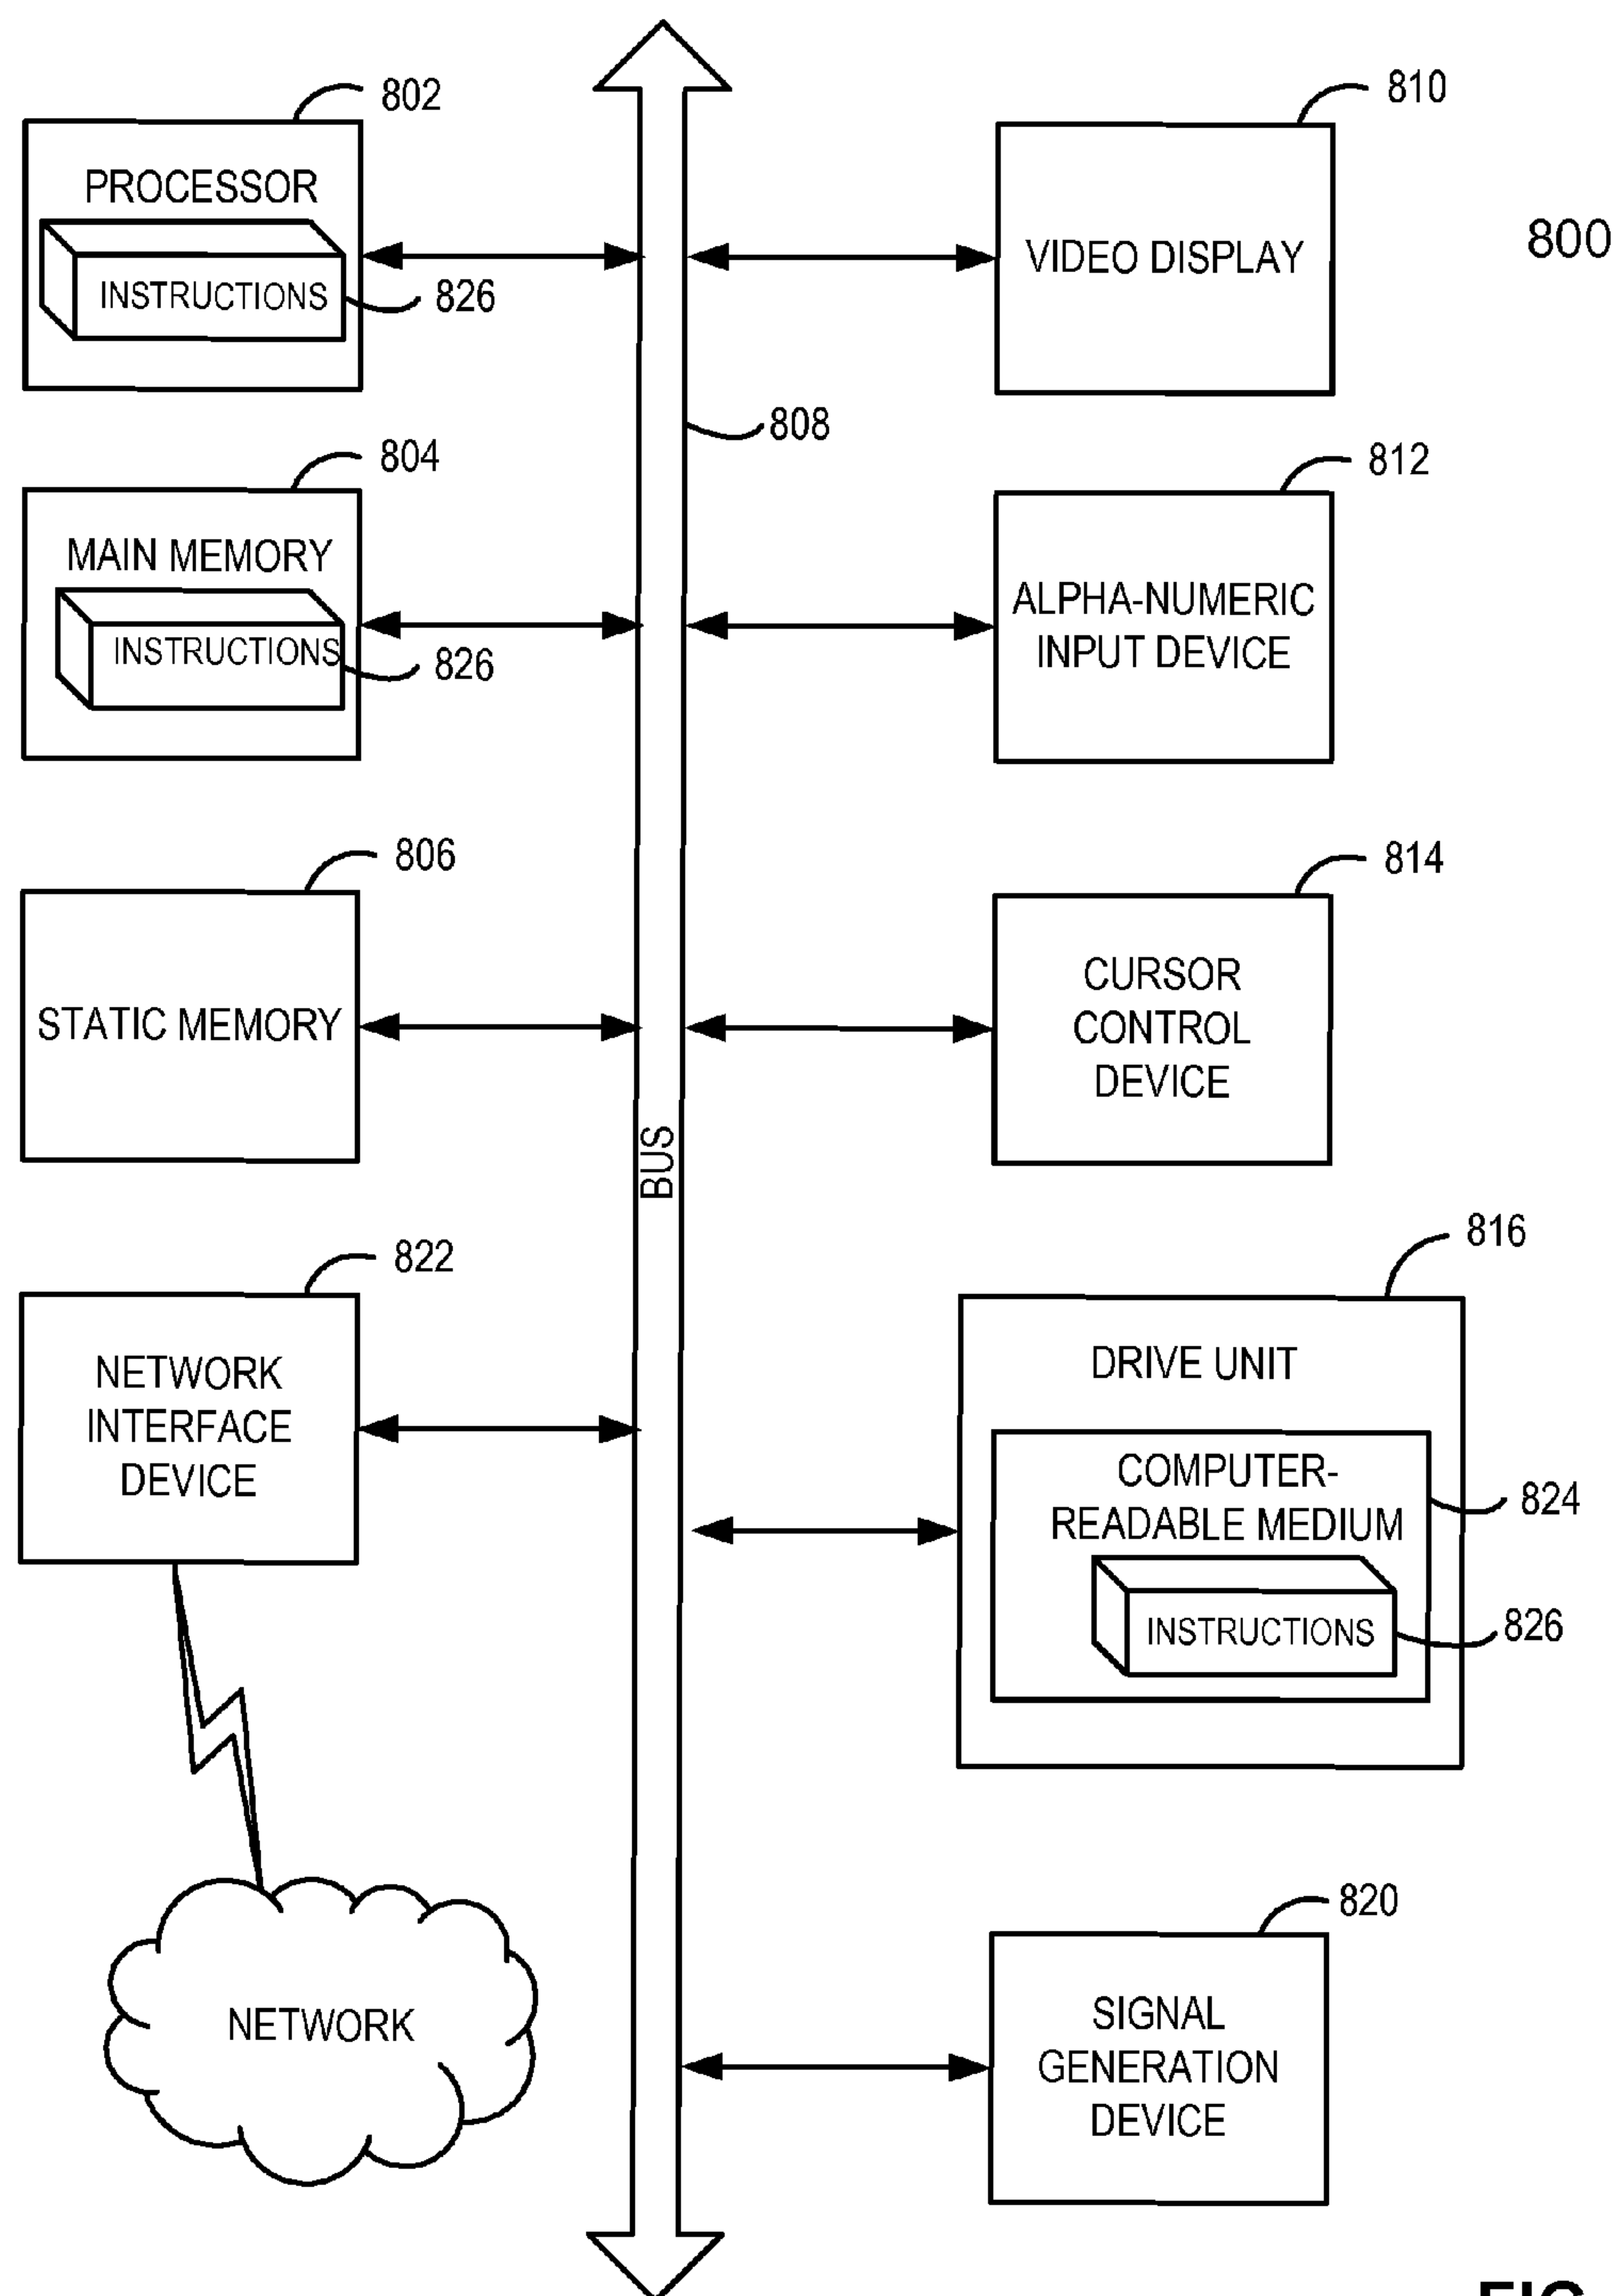 802
PROCESSOR
INSTRUCTIONS
826
804
MAIN MEMORY
INSTRUCTIONS
826
806
STATIC MEMORY
822
NETWORK
INTERFACE
DEVICE
NETWORK
808
BUS
810
VIDEO DISPLAY
800
812
ALPHA-NUMERIC
INPUT DEVICE
814
CURSOR
CONTROL
DEVICE
816
DRIVE UNIT
COMPUTER-
READABLE MEDIUM
824
INSTRUCTIONS
826
820
SIGNAL
GENERATION
DEVICE
FIG